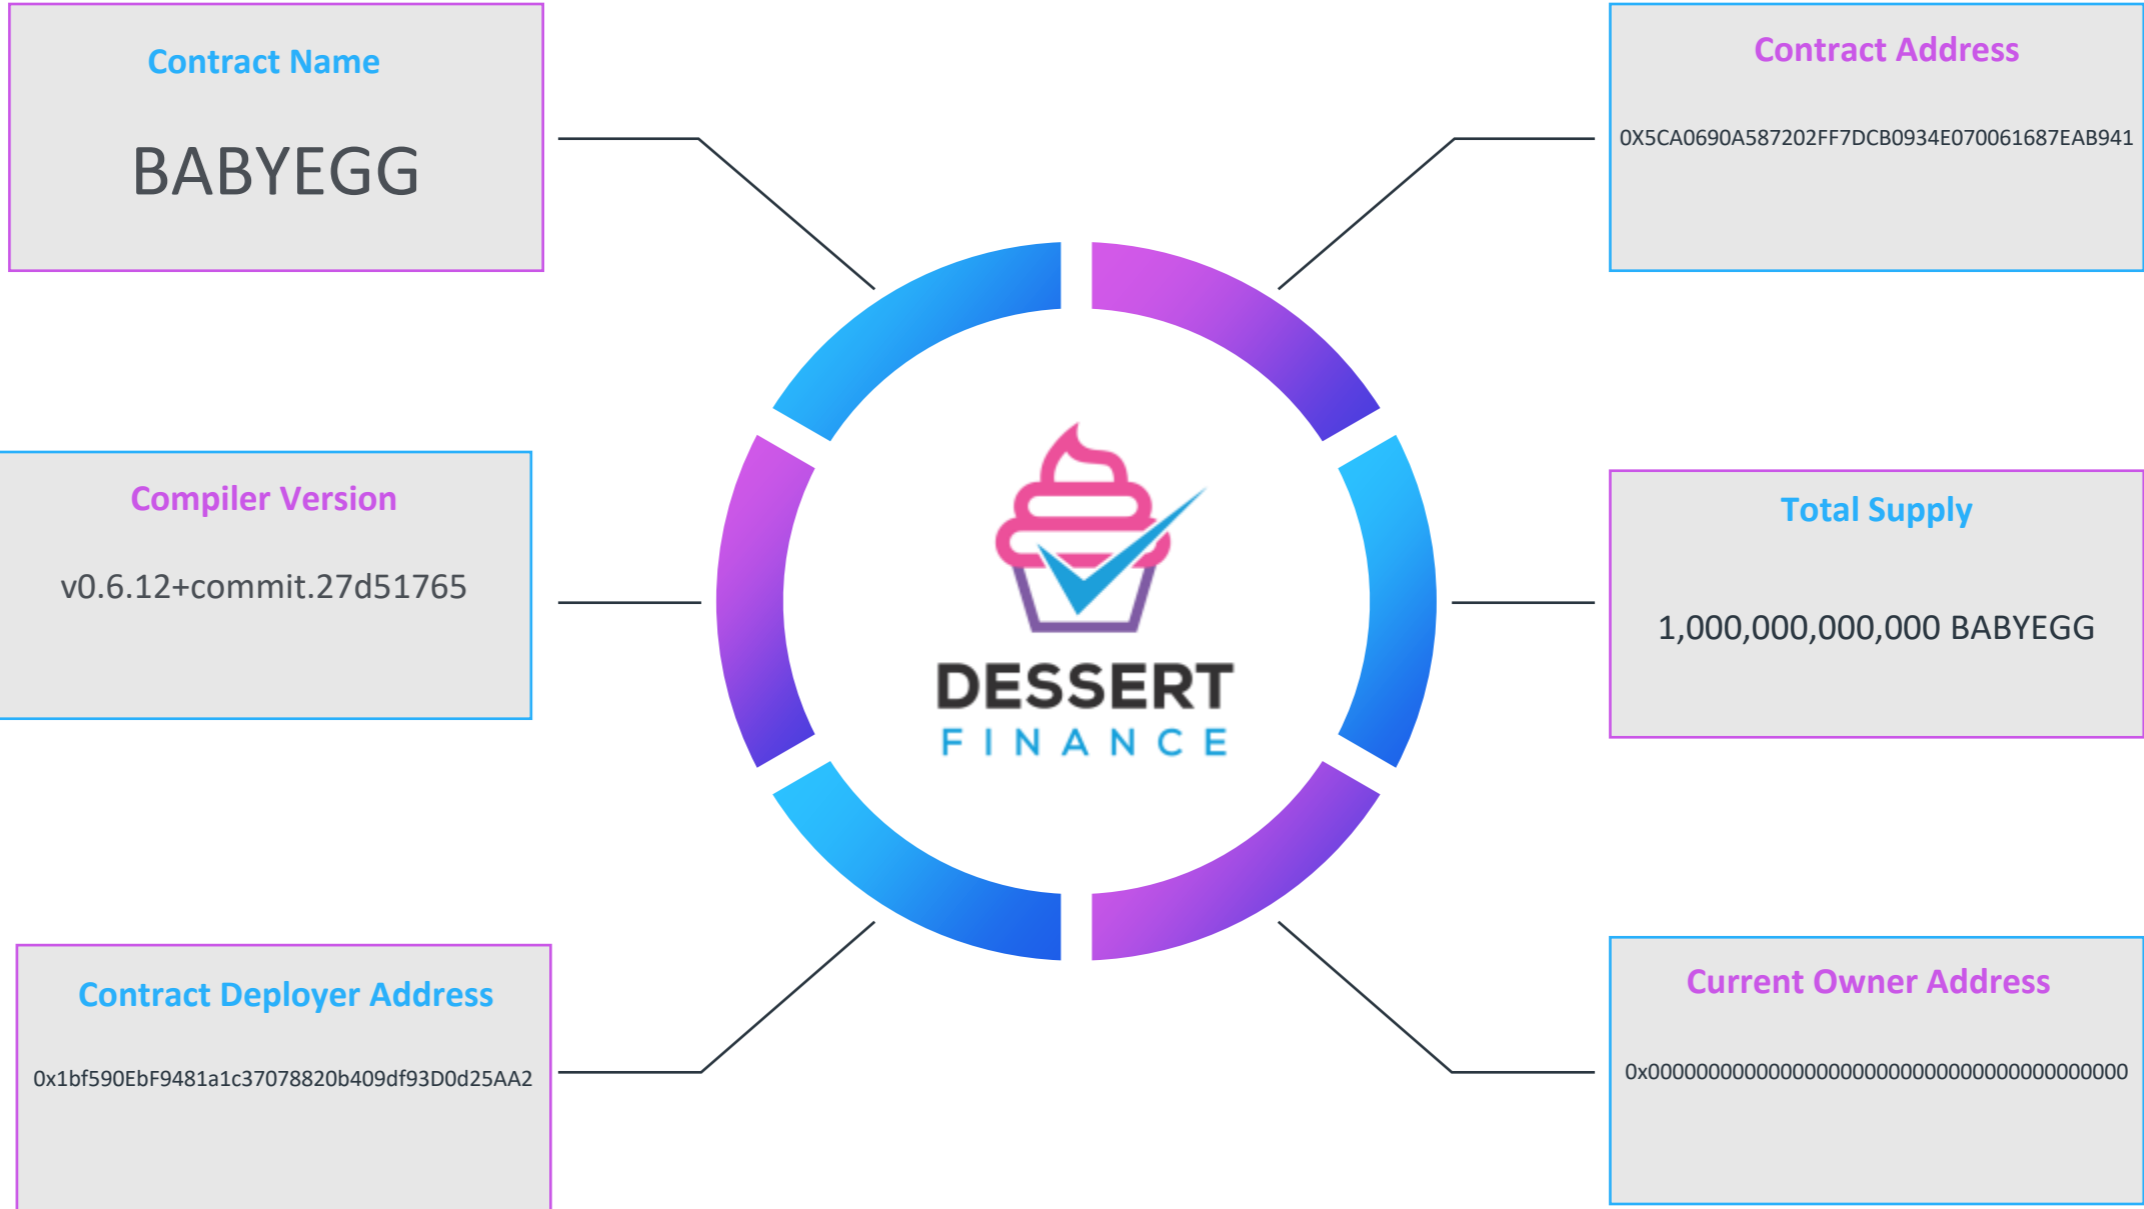 Contract Name
BABYEGG
Contract Address
0X5CA0690A587202FF7DCB0934E070061687EAB941
Compiler Version
v0.6.12+commit.27d51765
DESSERT
FINANCE
Total Supply
1,000,000,000,000 BABYEGG
Contract Deployer Address
0x1bf590EbF9481a1c37078820b409df93D0d25AA2
Current Owner Address
0x0000000000000000000000000000000000000000